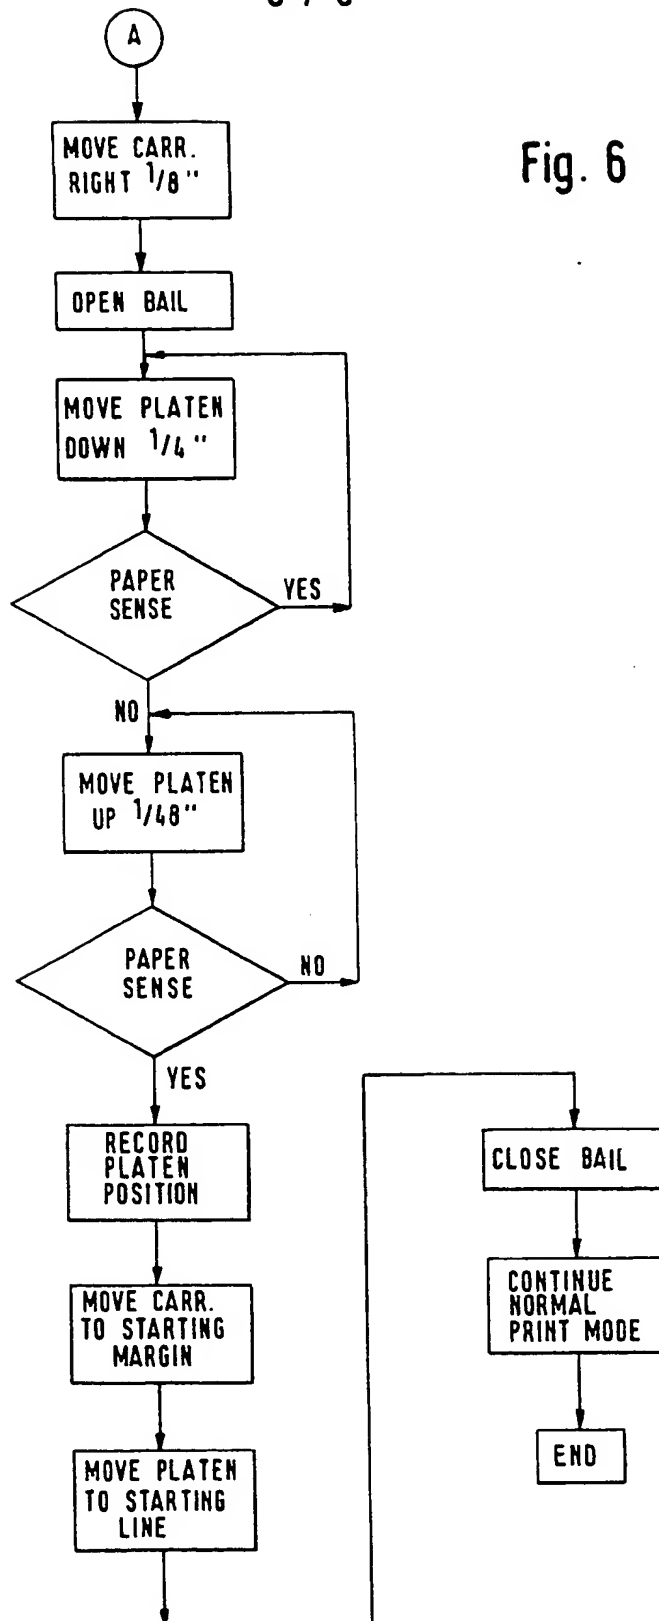 A
MOVE CARR.
RIGHT 1/8"
Fig. 6
OPEN BAIL
MOVE PLATEN
DOWN 1/4"
PAPER
SENSE
YES
NO
MOVE PLATEN
UP 1/48"
PAPER
SENSE
NO
YES
RECORD
PLATEN
POSITION
MOVE CARR.
TO STARTING
MARGIN
MOVE PLATEN
TO STARTING
LINE
CLOSE BAIL
CONTINUE
NORMAL
PRINT MODE
END